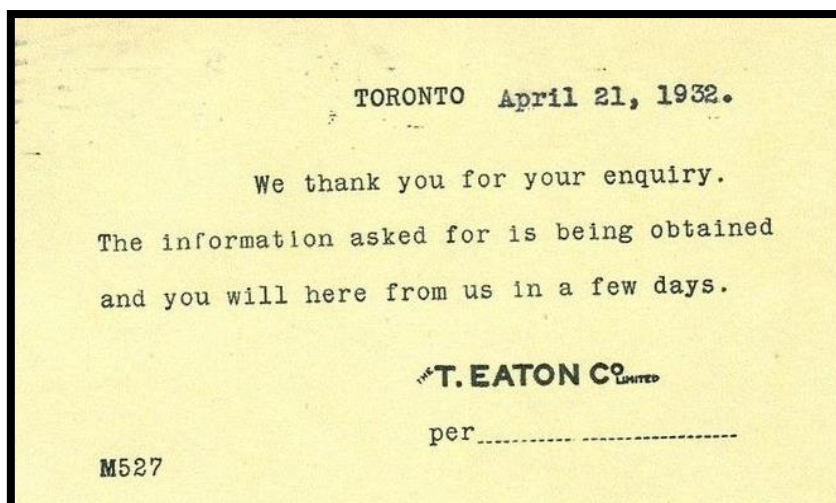 TORONTO April 21, 1932.
We thank you for your enquiry.
The information asked for is being obtained
and you will here from us in a few days.
THE T. EATON CO LIMITED
per
M527